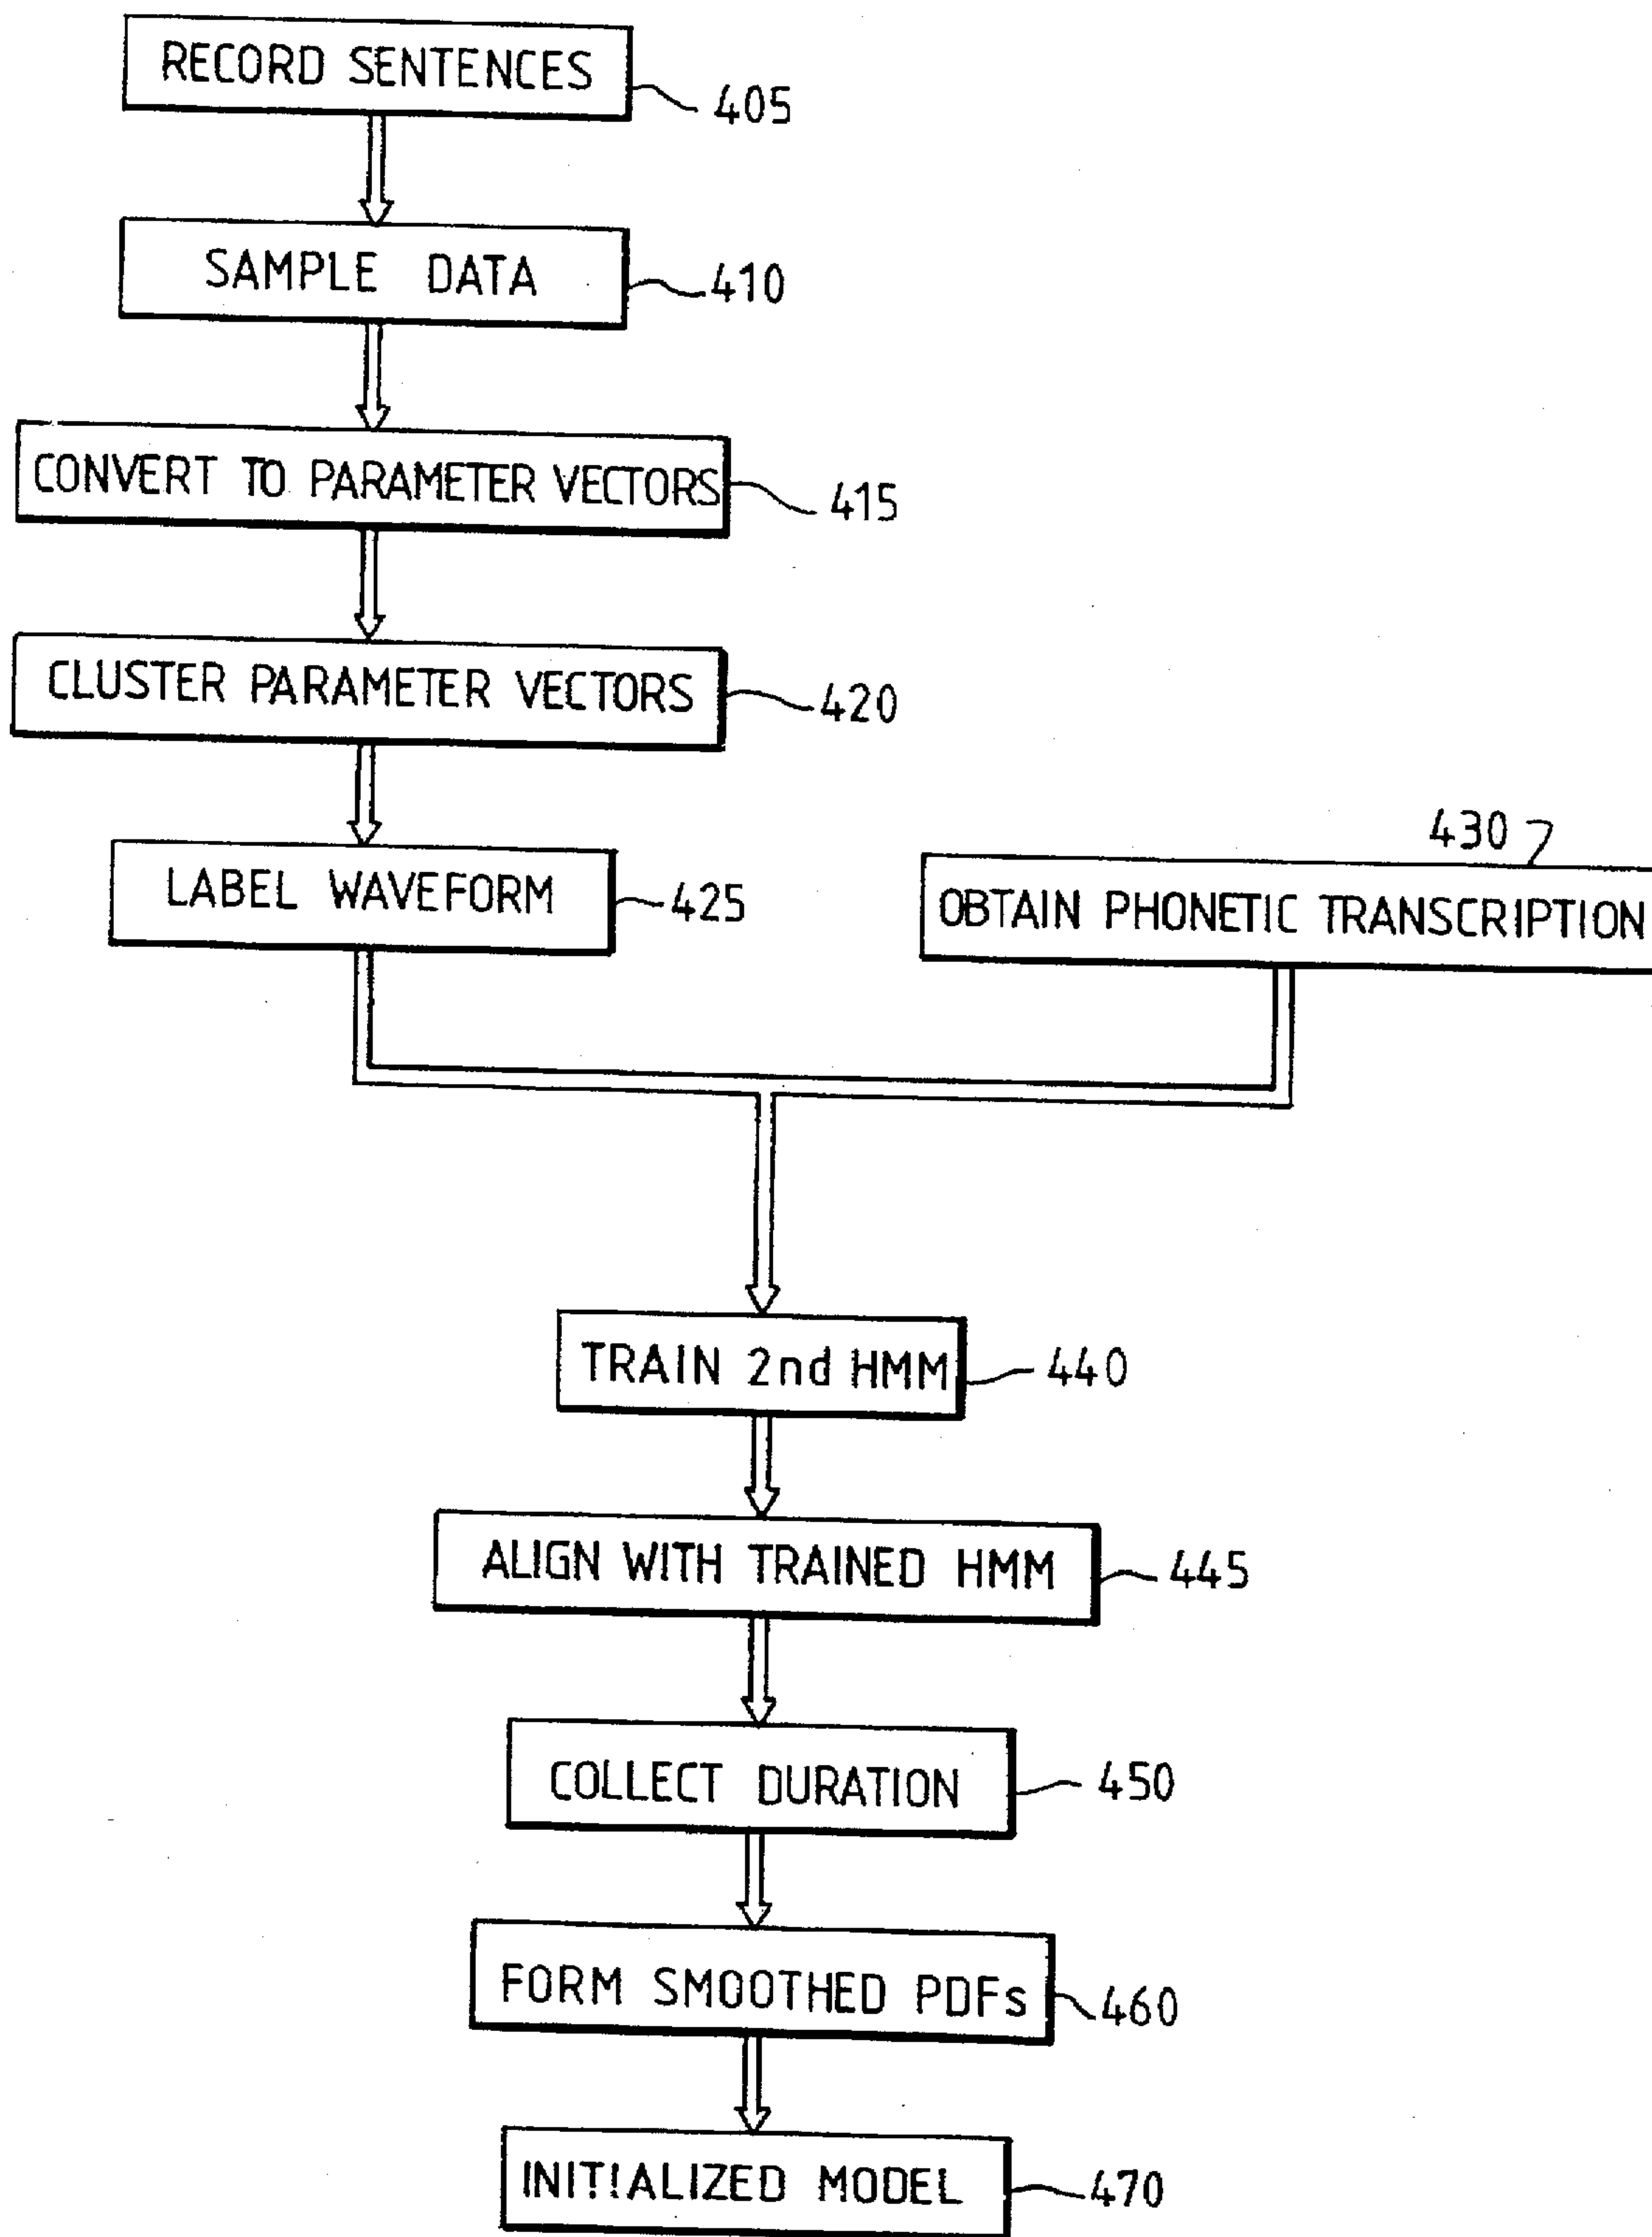 RECORD SENTENCES
405
SAMPLE DATA
410
CONVERT TO PARAMETER VECTORS
415
CLUSTER PARAMETER VECTORS
420
LABEL WAVEFORM
425
430
OBTAIN PHONETIC TRANSCRIPTION
TRAIN 2nd HMM
440
ALIGN WITH TRAINED HMM
445
COLLECT DURATION
450
FORM SMOOTHED PDFs
460
INITIALIZED MODEL
470